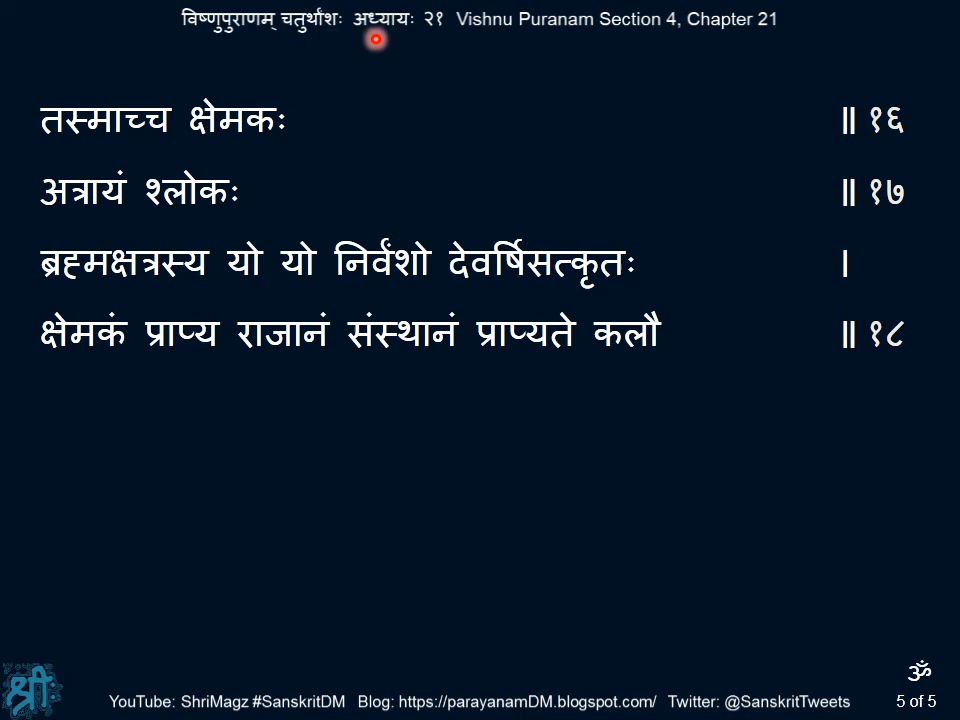 विष्णुपुराणम् चतुर्थांशः अध्यायः २१ Vishnu Puranam Section 4, Chapter 21
तस्माच्च क्षेमकः ॥ १६
अत्रायं श्लोकः ॥ १७
ब्रह्मक्षत्रस्य यो यो निर्वंशो देवर्षिसत्कृतः ।
क्षेमकं प्राप्य राजानं संस्थानं प्राप्यते कलौ ॥ १८
श्रीः
ॐ
YouTube: ShriMagz #SanskritDM Blog: https://parayanamDM.blogspot.com/ Twitter: @SanskritTweets
5 of 5